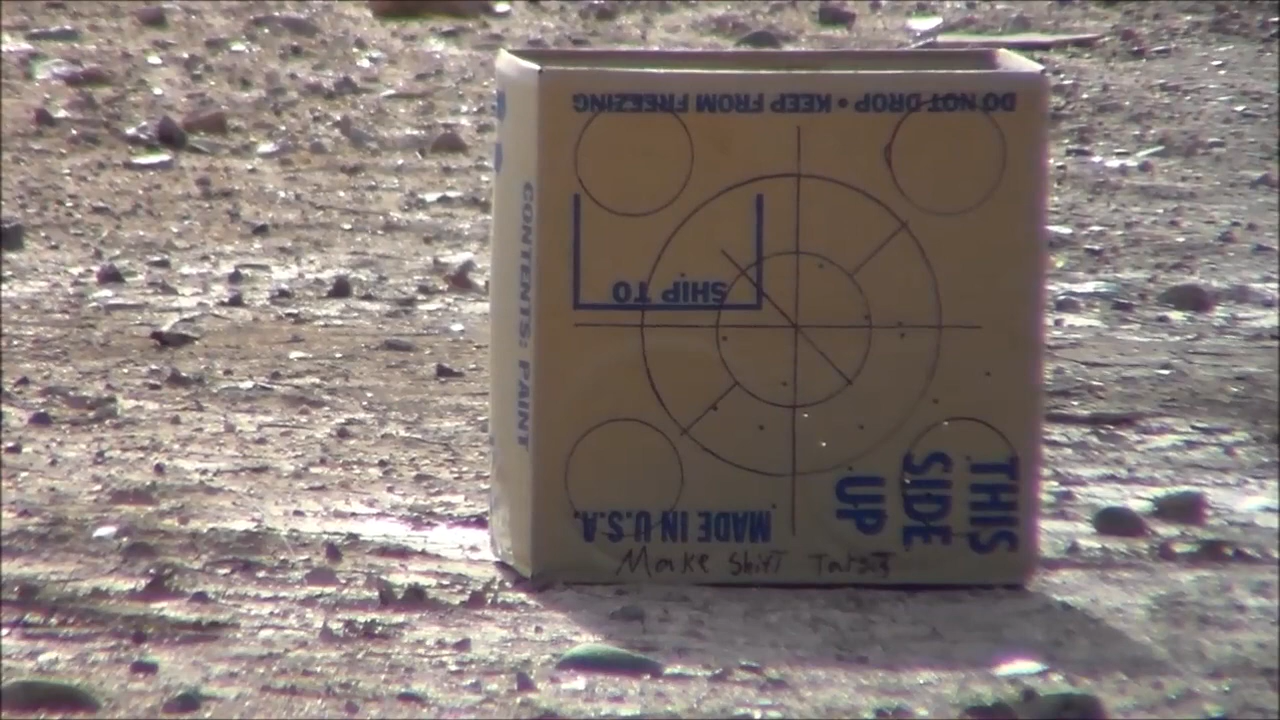 DO NOT DROP • KEEP FROM FREEZING
SHIP TO
CONTENTS: PAINT
THIS
SIDE
UP
MADE IN U.S.A.
Make Shift Target